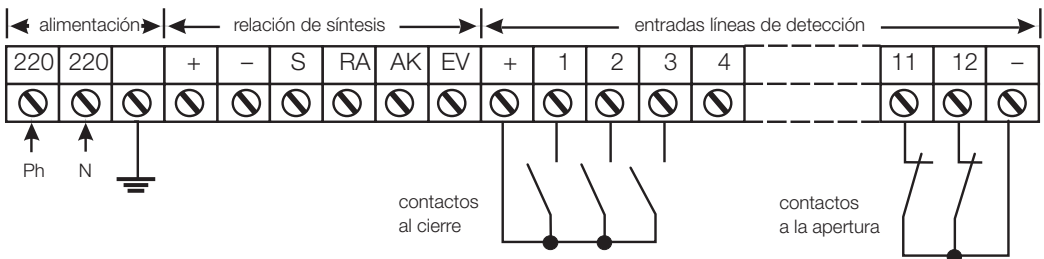 alimentación relación de síntesis entradas líneas de detección
220 220 + – S RA AK EV + 1 2 3 4 11 12 –
Ph N
contactos
al cierre
contactos
a la apertura